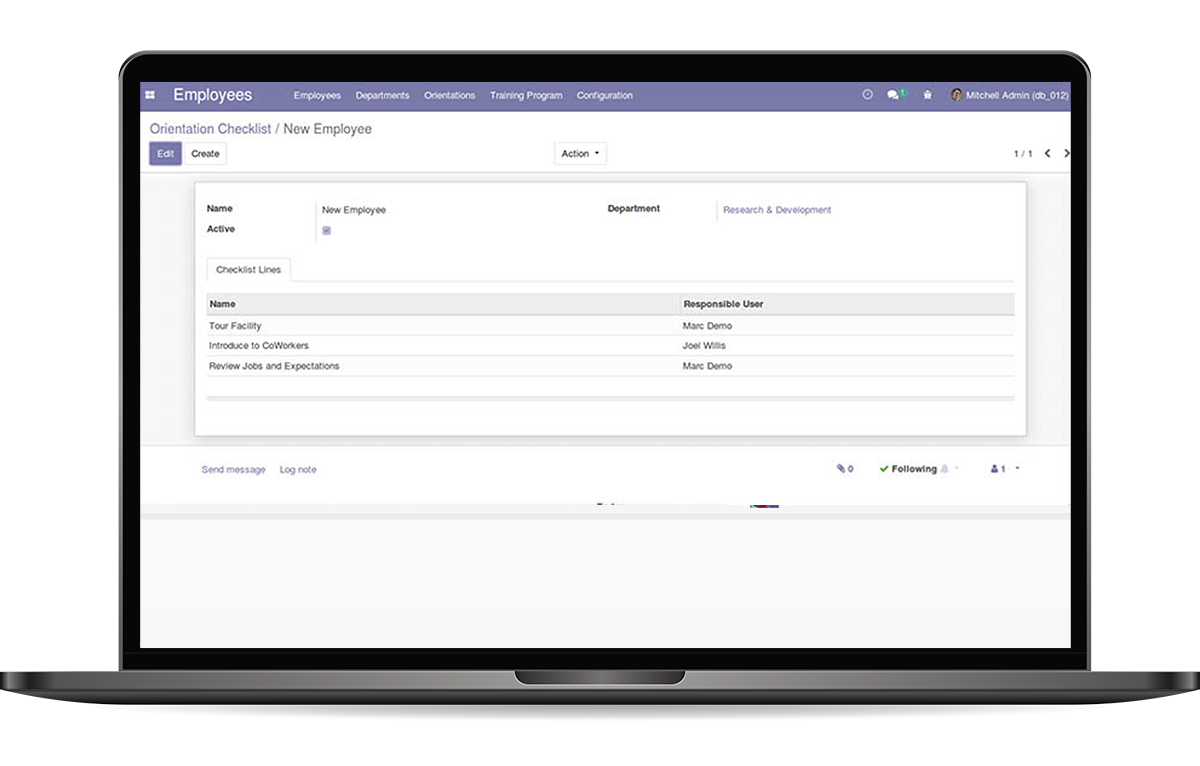 Employees Employees Departments Orientations Training Program Configuration 1 Mitchell Admin (db_012)
Orientation Checklist / New Employee
Edit Create Action 1 / 1
Name New Employee Department Research & Development
Active
Checklist Lines
Name Responsible User
Tour Facility Marc Demo
Introduce to CoWorkers Joel Willis
Review Jobs and Expectations Marc Demo
Send message Log note 0 Following 1